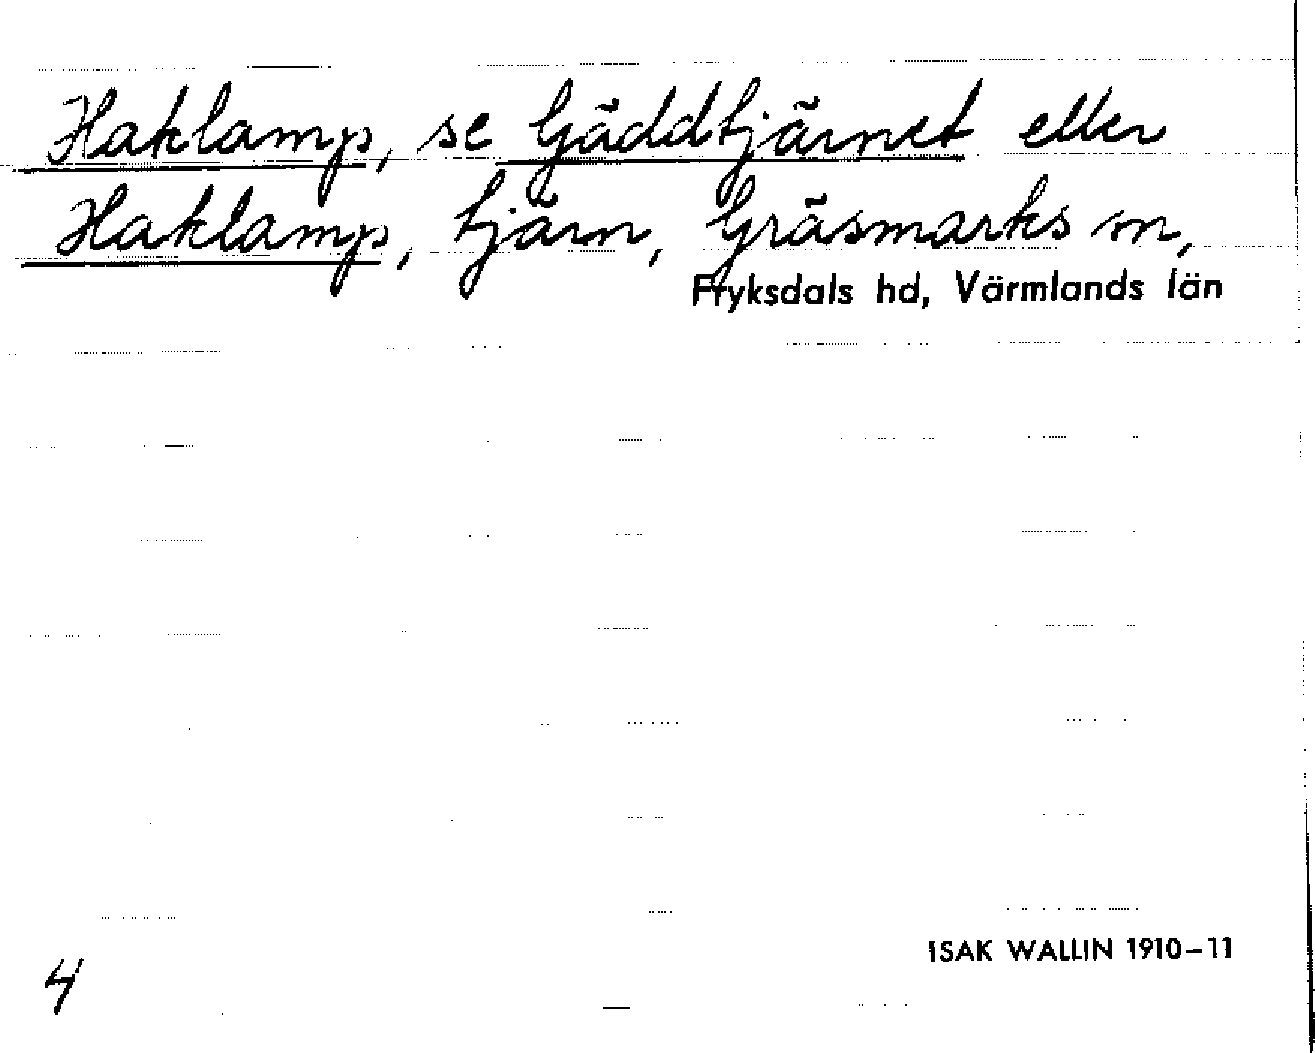 Haklamp, se Gäddtjärnet eller
Haklamp, tjärn, Gräsmarks sn,
Fryksdals hd, Värmlands län
ISAK WALLIN 1910-11
4